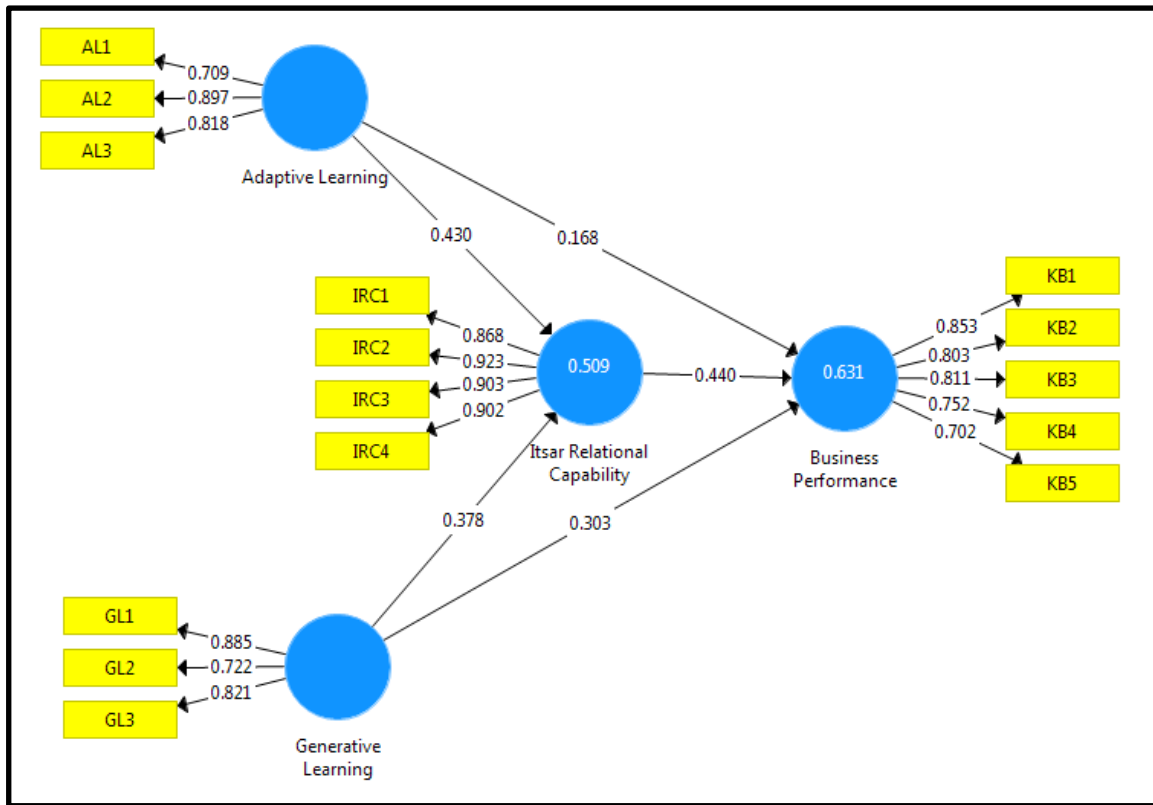 AL1
0.709
AL2
0.897
AL3
0.818
Adaptive Learning
0.430
0.168
IRC1
0.868
IRC2
0.923
IRC3
0.903
IRC4
0.902
0.509
Itsar Relational
Capability
0.440
0.631
Business
Performance
KB1
0.853
KB2
0.803
KB3
0.811
KB4
0.752
KB5
0.702
0.378
0.303
GL1
0.885
GL2
0.722
GL3
0.821
Generative
Learning